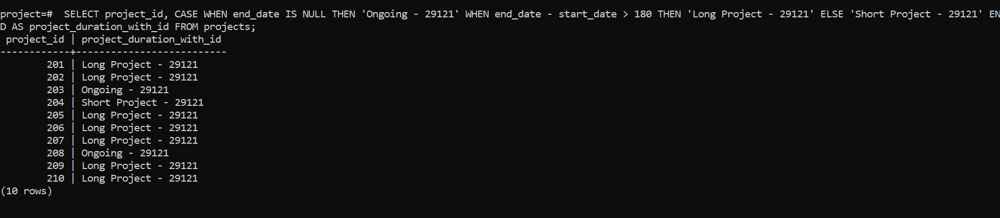 project=#  SELECT project_id, CASE WHEN end_date IS NULL THEN 'Ongoing - 29121' WHEN end_date - start_date > 180 THEN 'Long Project - 29121' ELSE 'Short Project - 29121' EN
D AS project_duration_with_id FROM projects;
 project_id | project_duration_with_id
------------+--------------------------
        201 | Long Project - 29121
        202 | Long Project - 29121
        203 | Ongoing - 29121
        204 | Short Project - 29121
        205 | Long Project - 29121
        206 | Long Project - 29121
        207 | Long Project - 29121
        208 | Ongoing - 29121
        209 | Long Project - 29121
        210 | Long Project - 29121
(10 rows)